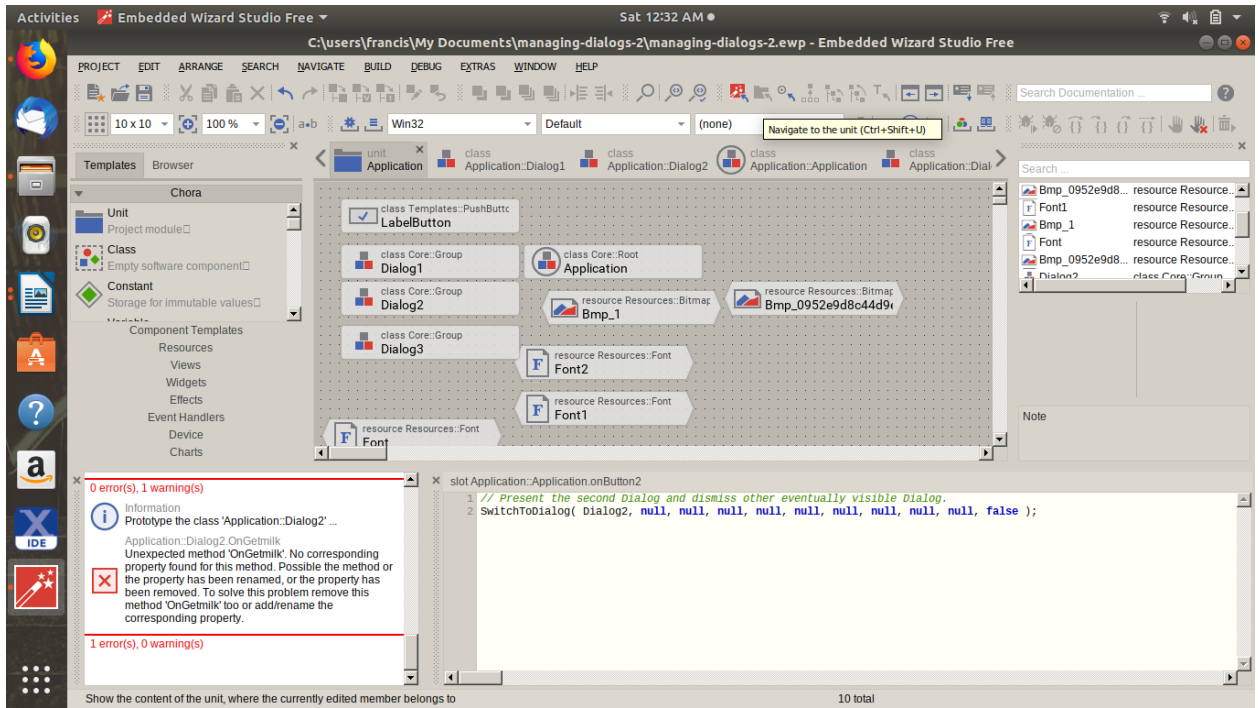 Activities Embedded Wizard Studio Free Sat 12:32 AM
C:\users\francis\My Documents\managing-dialogs-2\managing-dialogs-2.ewp - Embedded Wizard Studio Free
PROJECT EDIT ARRANGE SEARCH NAVIGATE BUILD DEBUG EXTRAS WINDOW HELP
Search Documentation ...
10 x 10 100 % a•b Win32 Default (none)
Navigate to the unit (Ctrl+Shift+U)
Templates Browser
unit
Application
class
Application::Dialog1
class
Application::Dialog2
class
Application::Application
class
Application::Dial
Search ...
Chora
Unit
Project module
Class
Empty software component
Constant
Storage for immutable values
Component Templates
Resources
Views
Widgets
Effects
Event Handlers
Device
Charts
class Templates::PushButtc
LabelButton
class Core::Group
Dialog1
class Core::Root
Application
class Core::Group
Dialog2
resource Resources::Bitmap
Bmp_1
resource Resources::Bitmap
Bmp_0952e9d8c44d9
class Core::Group
Dialog3
resource Resources::Font
Font2
resource Resources::Font
Font1
resource Resources::Font
Font
Bmp_0952e9d8... resource Resource..
Font1 resource Resource..
Bmp_1 resource Resource..
Font resource Resource..
Bmp_0952e9d8... resource Resource..
Dialog2 class Core::Group
Note
0 error(s), 1 warning(s)
Information
Prototype the class 'Application::Dialog2' ...
Application::Dialog2.OnGetmilk
Unexpected method 'OnGetmilk'. No corresponding
property found for this method. Possible the method or
the property has been renamed, or the property has
been removed. To solve this problem remove this
method 'OnGetmilk' too or add/rename the
corresponding property.
1 error(s), 0 warning(s)
slot Application::Application.onButton2
1 // Present the second Dialog and dismiss other eventually visible Dialog.
2 SwitchToDialog( Dialog2, null, null, null, null, null, null, null, null, null, false );
IDE
Show the content of the unit, where the currently edited member belongs to
10 total